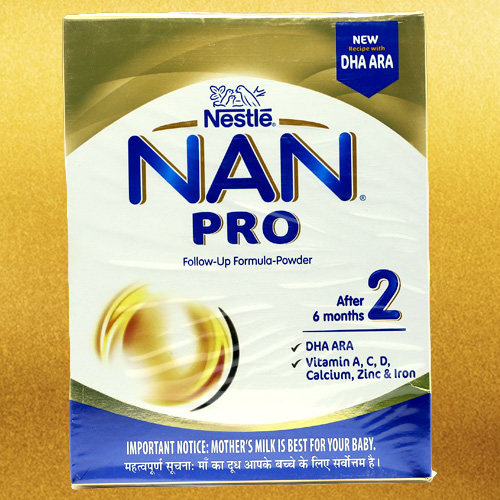 NEW
Recipe with
DHA ARA
Nestlé®
NAN®
PRO
Follow-Up Formula-Powder
After
6 months 2
✓ DHA ARA
✓ Vitamin A, C, D,
Calcium, Zinc & Iron
IMPORTANT NOTICE: MOTHER'S MILK IS BEST FOR YOUR BABY.
महत्वपूर्ण सूचना: माँ का दूध आपके बच्चे के लिए सर्वोत्तम है।